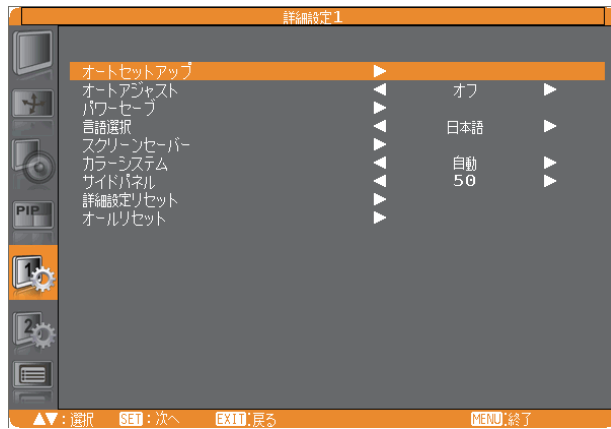 詳細設定1
オートセットアップ ▶
オートアジャスト ◀ オフ ▶
パワーセーブ ▶
言語選択 ◀ 日本語 ▶
スクリーンセーバー ▶
カラーシステム ◀ 自動 ▶
サイドパネル ◀ 50 ▶
詳細設定リセット ▶
オールリセット ▶
PIP
1
2
▲▼:選択 SET:次へ EXIT:戻る MENU:終了